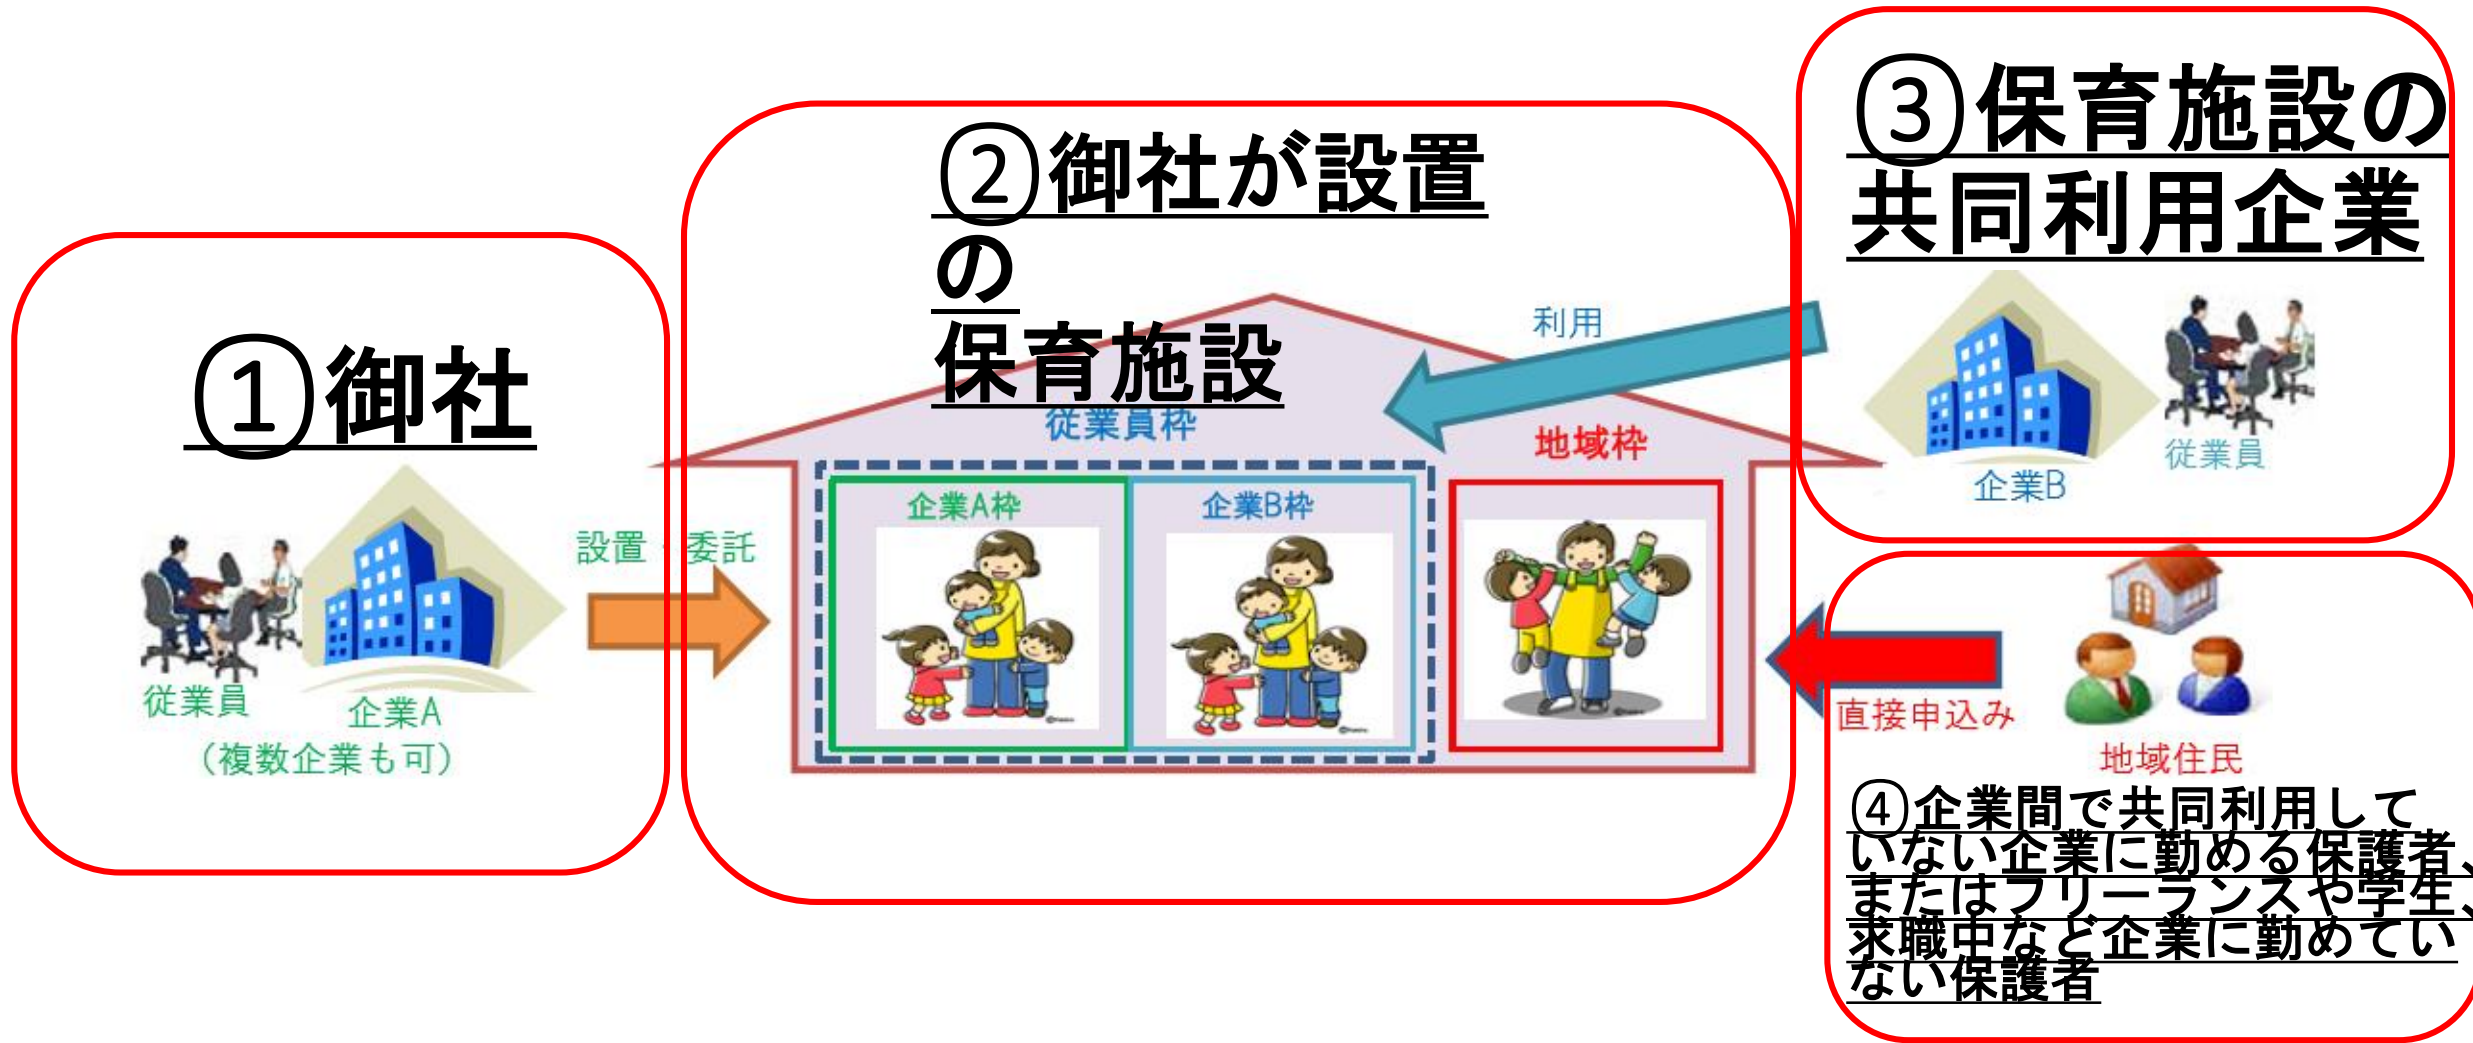 ①御社
従業員
企業A
（複数企業も可）
設置・委託
②御社が設置
の
保育施設
従業員枠
企業A枠
企業B枠
地域枠
利用
③保育施設の
共同利用企業
企業B
従業員
直接申込み
地域住民
④企業間で共同利用して
いない企業に勤める保護者、
またはフリーランスや学生、
求職中など企業に勤めてい
ない保護者